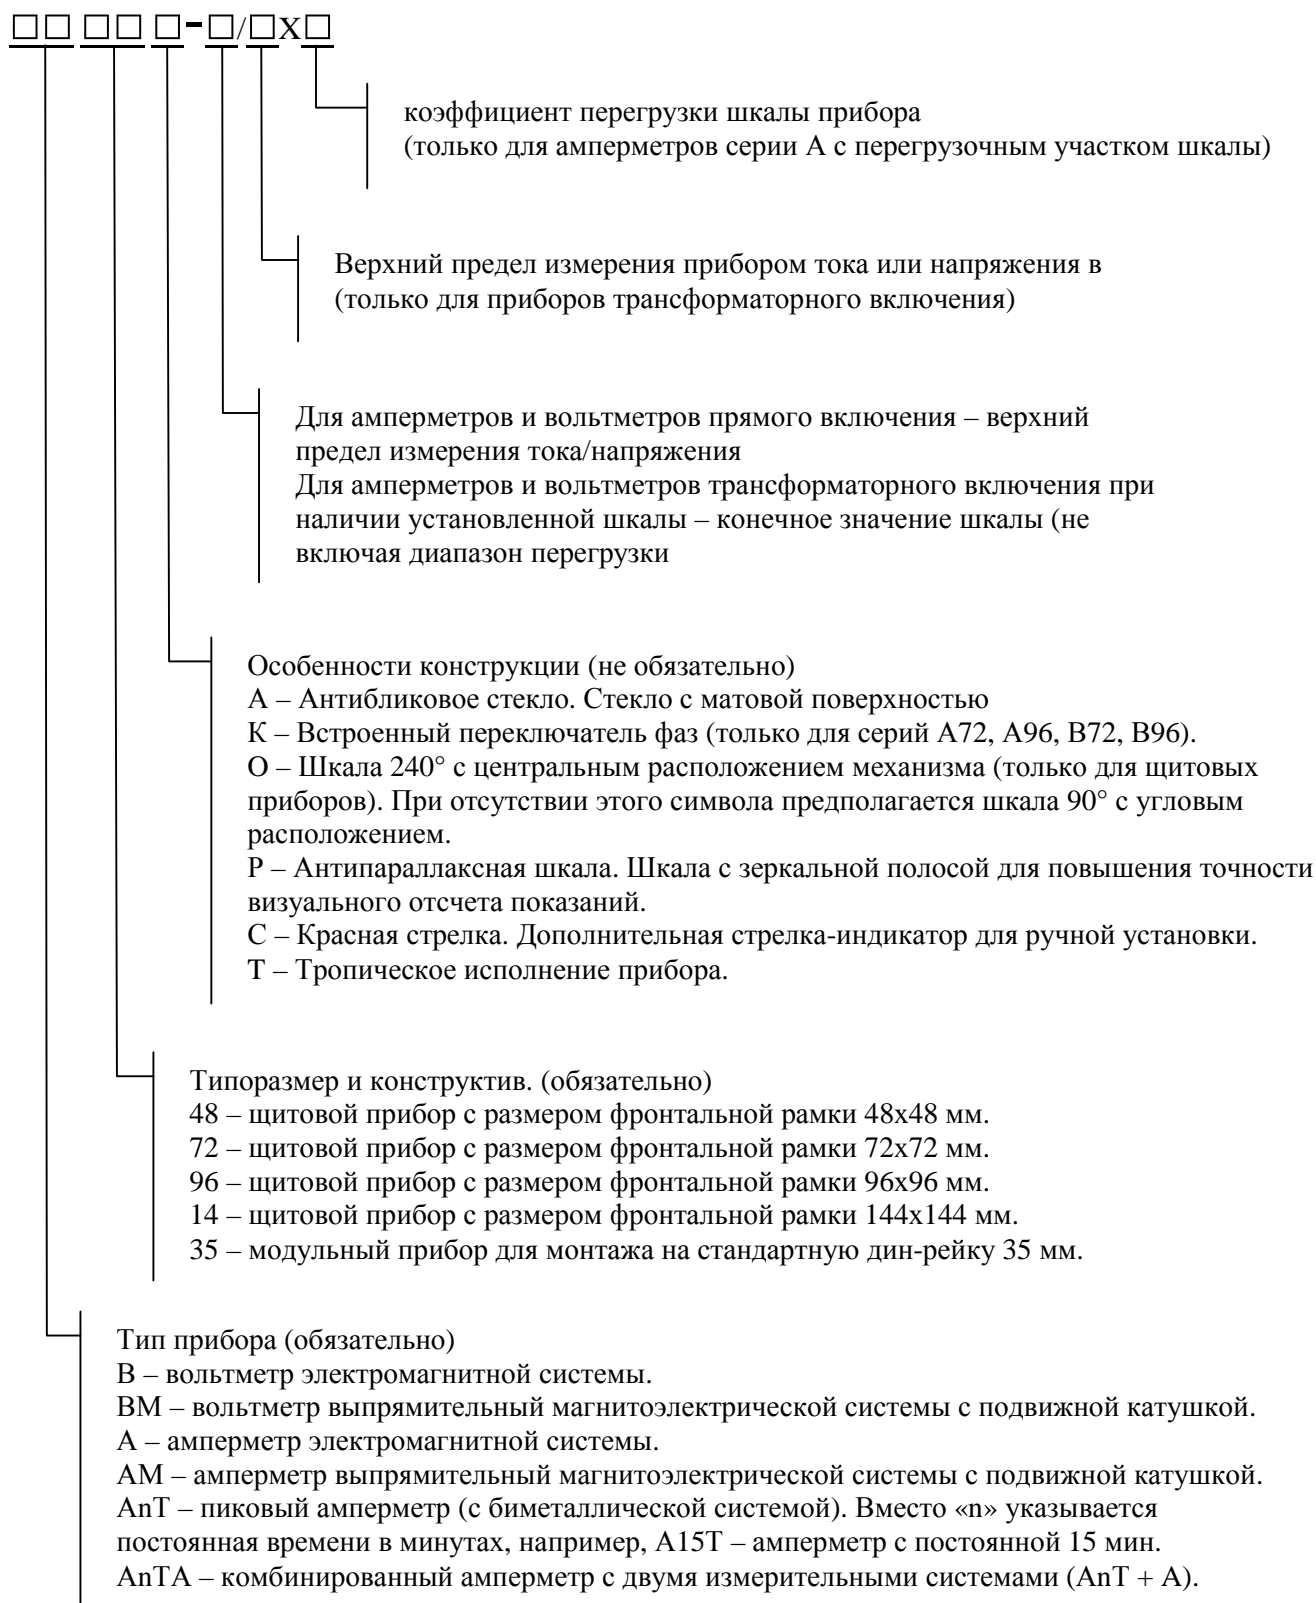 □□ □□ □-□/□X□
коэффициент перегрузки шкалы прибора
(только для амперметров серии А с перегрузочным участком шкалы)
Верхний предел измерения прибором тока или напряжения в
(только для приборов трансформаторного включения)
Для амперметров и вольтметров прямого включения – верхний
предел измерения тока/напряжения
Для амперметров и вольтметров трансформаторного включения при
наличии установленной шкалы – конечное значение шкалы (не
включая диапазон перегрузки
Особенности конструкции (не обязательно)
А – Антибликовое стекло. Стекло с матовой поверхностью
К – Встроенный переключатель фаз (только для серий А72, А96, В72, В96).
О – Шкала 240° с центральным расположением механизма (только для щитовых
приборов). При отсутствии этого символа предполагается шкала 90° с угловым
расположением.
Р – Антипараллаксная шкала. Шкала с зеркальной полосой для повышения точности
визуального отсчета показаний.
С – Красная стрелка. Дополнительная стрелка-индикатор для ручной установки.
Т – Тропическое исполнение прибора.
Типоразмер и конструктив. (обязательно)
48 – щитовой прибор с размером фронтальной рамки 48х48 мм.
72 – щитовой прибор с размером фронтальной рамки 72х72 мм.
96 – щитовой прибор с размером фронтальной рамки 96х96 мм.
14 – щитовой прибор с размером фронтальной рамки 144х144 мм.
35 – модульный прибор для монтажа на стандартную дин-рейку 35 мм.
Тип прибора (обязательно)
В – вольтметр электромагнитной системы.
ВМ – вольтметр выпрямительный магнитоэлектрической системы с подвижной катушкой.
А – амперметр электромагнитной системы.
АМ – амперметр выпрямительный магнитоэлектрической системы с подвижной катушкой.
AnT – пиковый амперметр (с биметаллической системой). Вместо «n» указывается
постоянная времени в минутах, например, А15Т – амперметр с постоянной 15 мин.
AnTA – комбинированный амперметр с двумя измерительными системами (AnT + A).